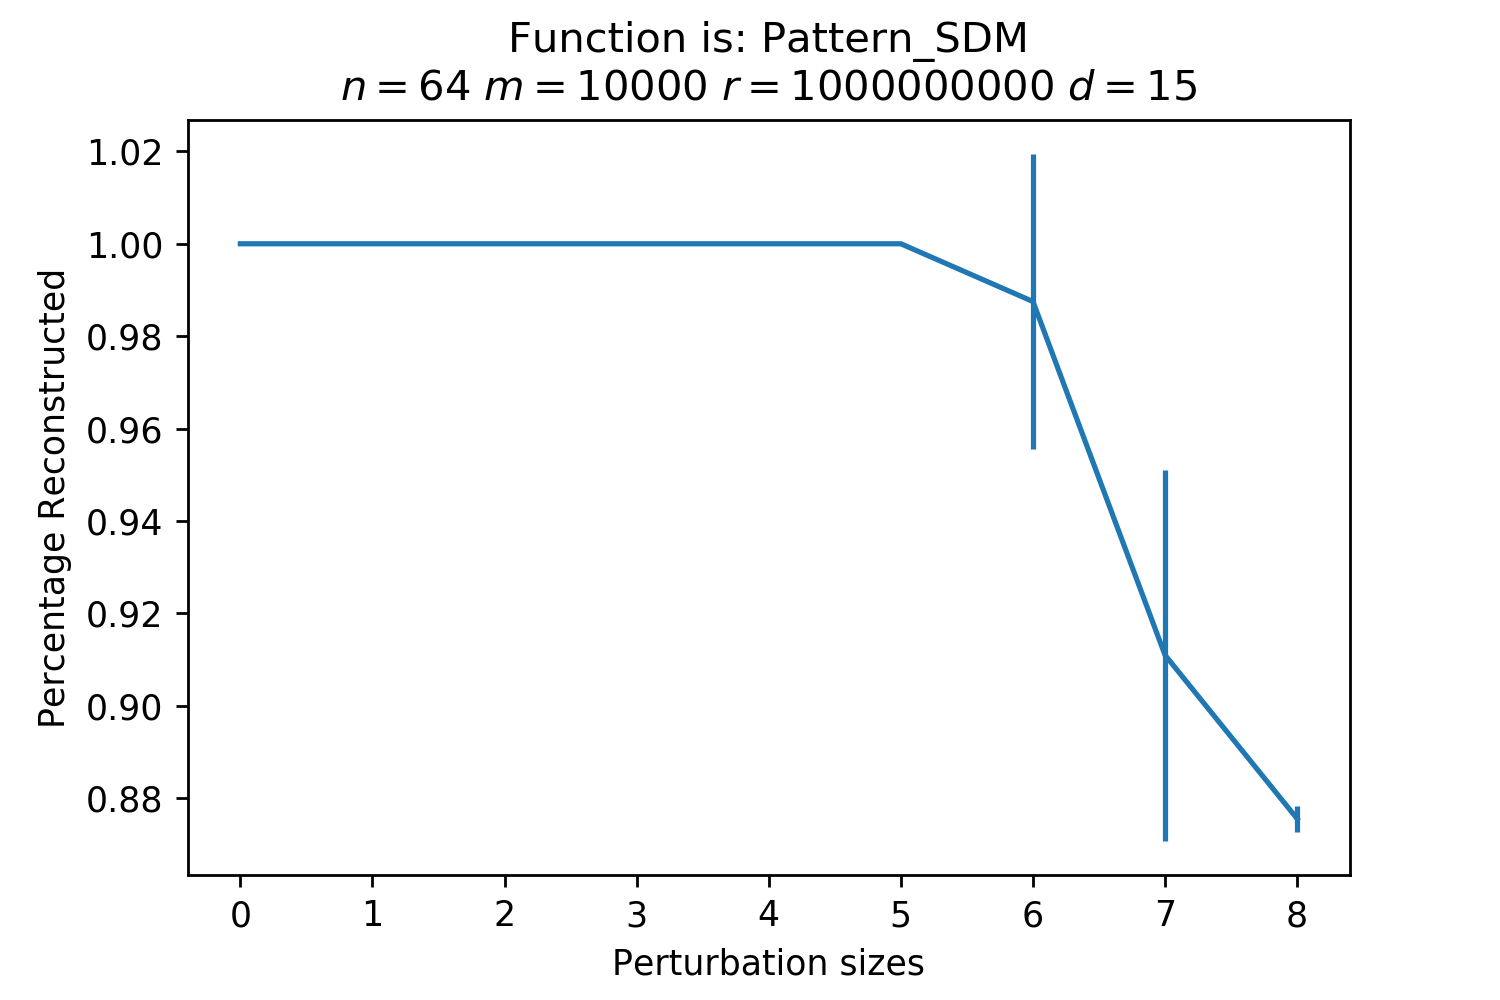 Function is: Pattern_SDM
n = 64 m = 10000 r = 1000000000 d = 15
1.02
1.00
0.98
0.96
0.94
0.92
0.90
0.88
Percentage Reconstructed
0 1 2 3 4 5 6 7 8
Perturbation sizes